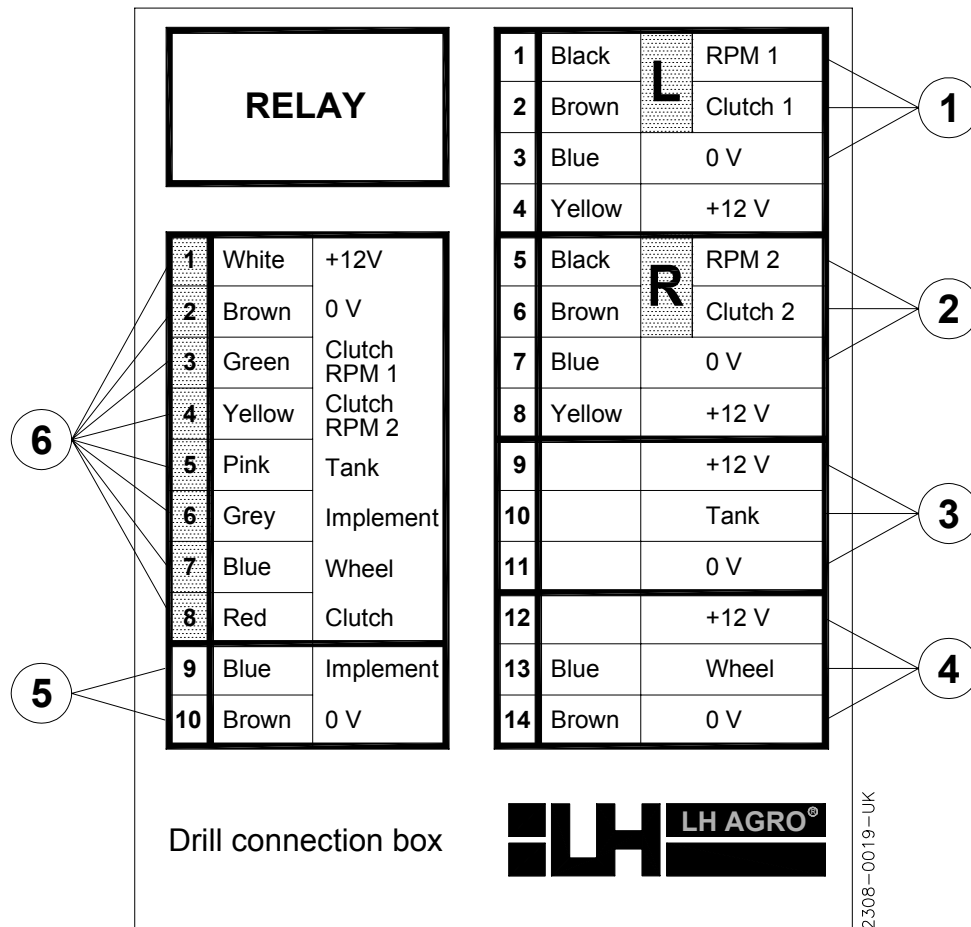 RELAY
1 White +12V
2 Brown 0 V
3 Green Clutch RPM 1
4 Yellow Clutch RPM 2
5 Pink Tank
6 Grey Implement
7 Blue Wheel
8 Red Clutch
9 Blue Implement
10 Brown 0 V
6
5
L
1 Black RPM 1
2 Brown Clutch 1
3 Blue 0 V
4 Yellow +12 V
R
5 Black RPM 2
6 Brown Clutch 2
7 Blue 0 V
8 Yellow +12 V
9 +12 V
10 Tank
11 0 V
12 +12 V
13 Blue Wheel
14 Brown 0 V
1
2
3
4
Drill connection box
LH LH AGRO®
2308-0019-UK